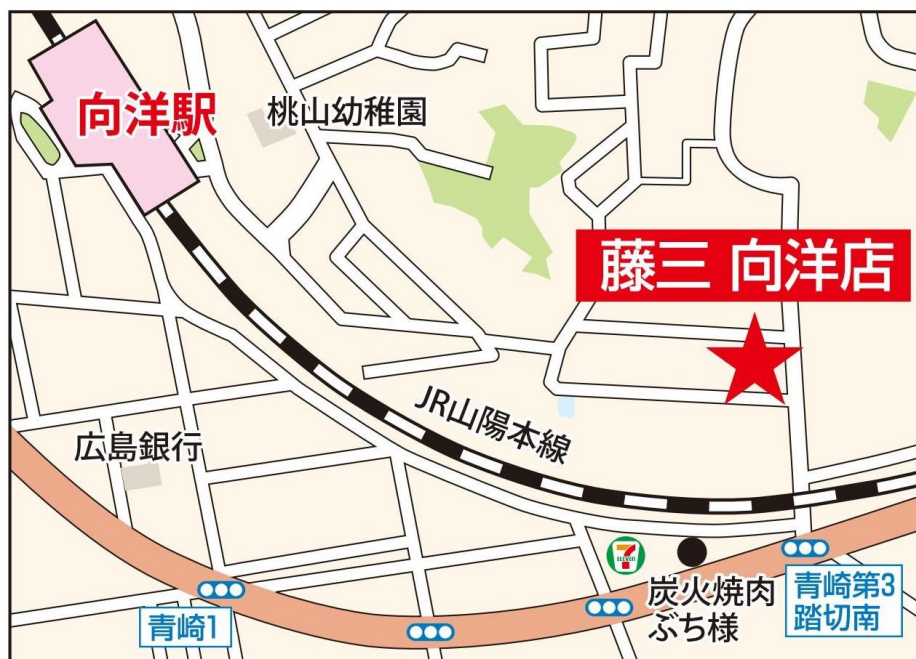 向洋駅
桃山幼稚園
藤三 向洋店
JR山陽本線
広島銀行
7
ELEVEN
炭火焼肉
ぶち様
青崎第3
踏切南
青崎1